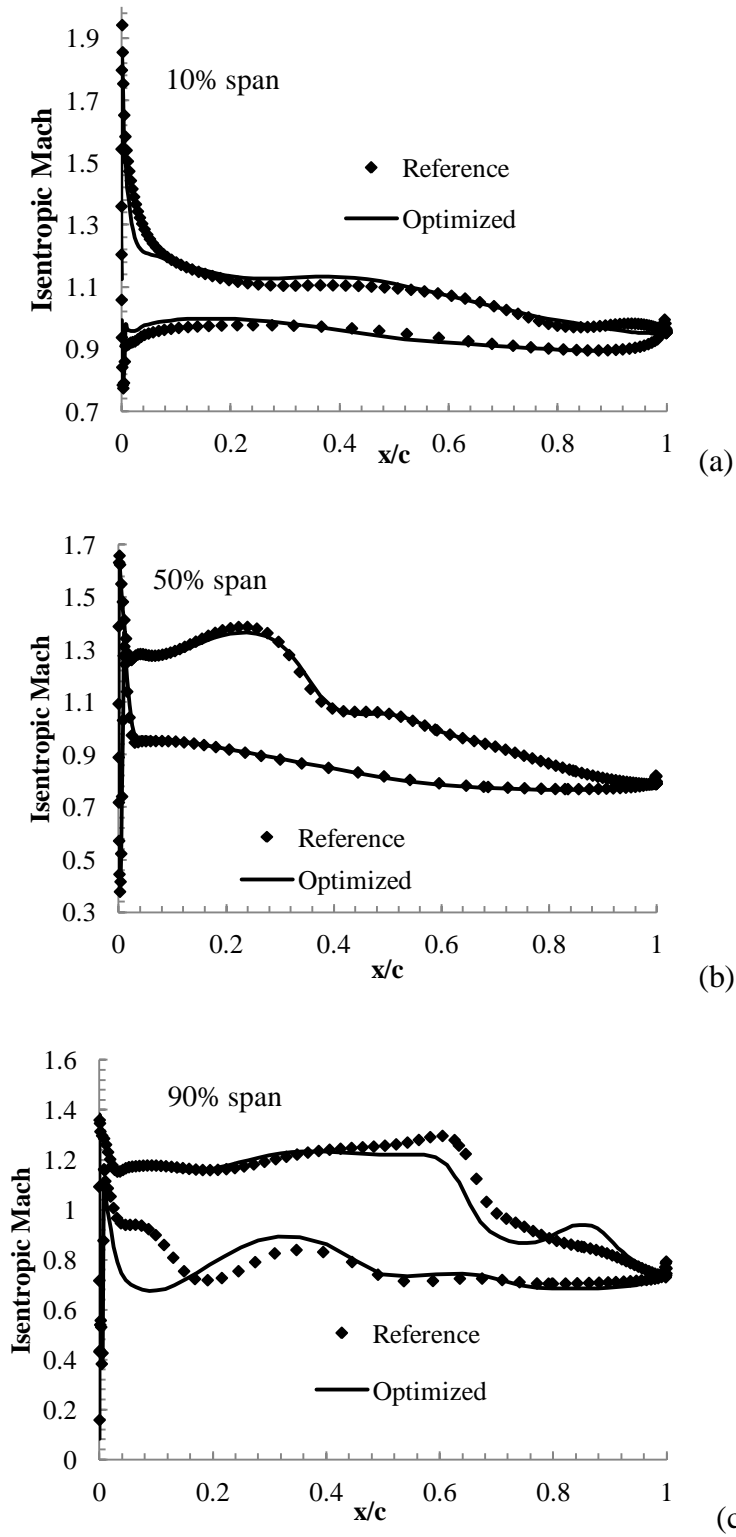 1.9
10% span
1.7
Reference
1.5
Optimized
1.3
1.1
0.9
0.7
0
0.2
0.4
0.6
0.8
1
Isentropic Mach
x/c
(a)
1.7
50% span
1.5
1.3
1.1
0.9
0.7
Reference
0.5
Optimized
0.3
0
0.2
0.4
0.6
0.8
1
Isentropic Mach
x/c
(b)
1.6
90% span
1.4
1.2
1
0.8
0.6
Reference
0.4
Optimized
0.2
0
0
0.2
0.4
0.6
0.8
1
Isentropic Mach
x/c
(c